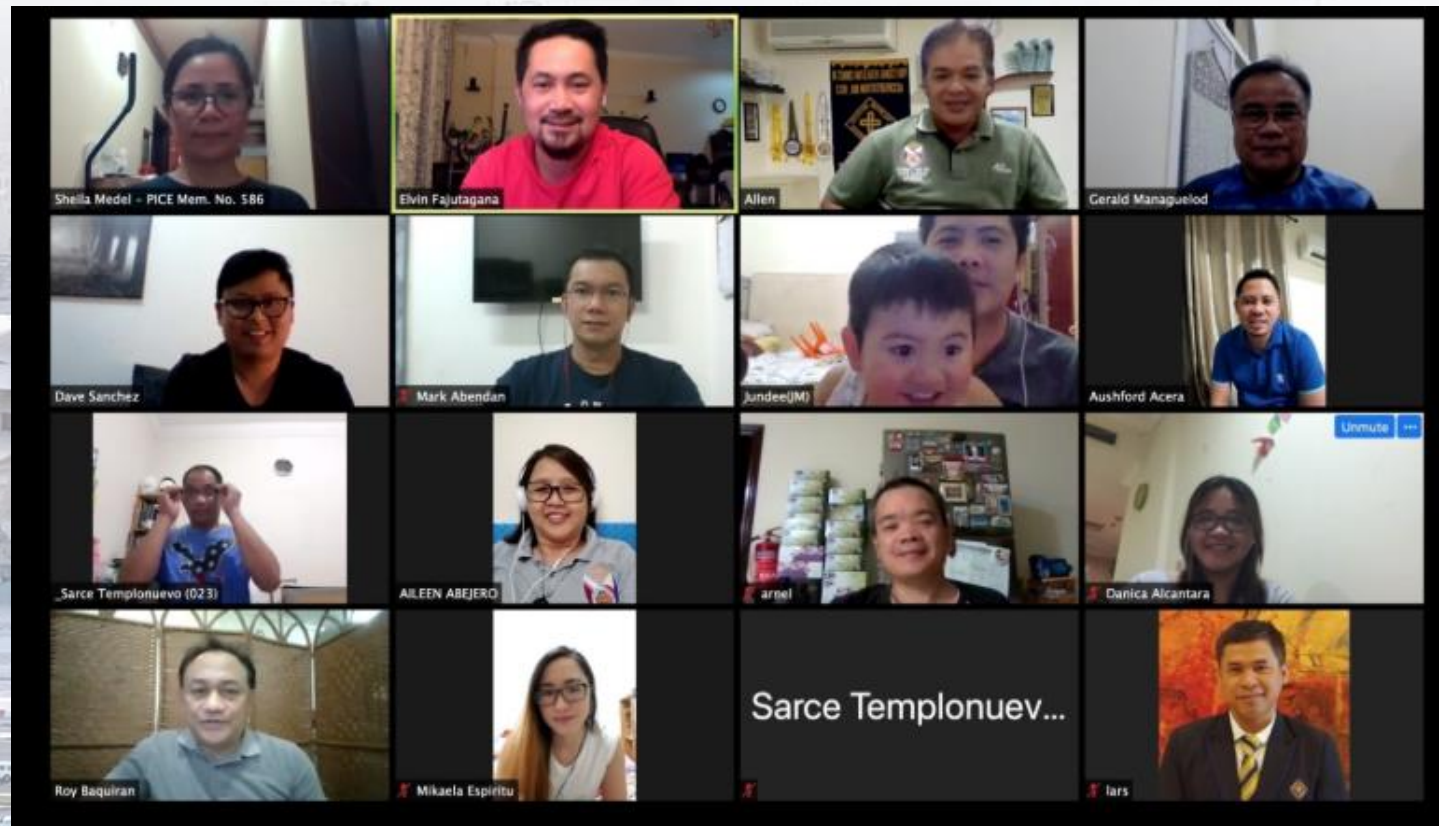 Sheila Medel - PICE Mem. No. 586
Elvin Fajutagana
Allen
Gerald Managuelod
Dave Sanchez
Mark Abendan
Jundee(JM)
Aushford Acera
_Sarce Templonuevo (023)
AILEEN ABEJERO
arnel
Unmute
Danica Alcantara
Roy Baquiran
Mikaela Espiritu
Sarce Templonuev...
lars